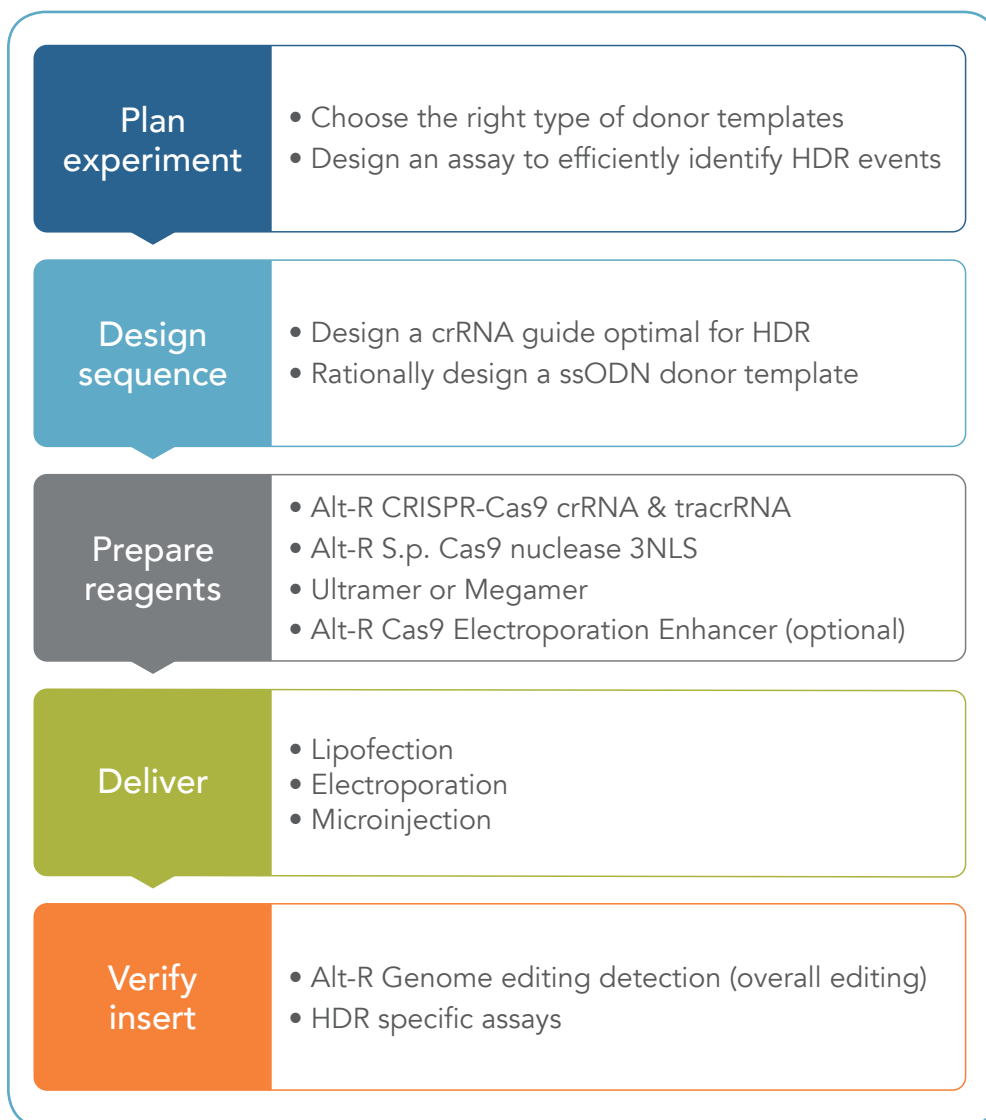 Plan
experiment
• Choose the right type of donor templates
• Design an assay to efficiently identify HDR events
Design
sequence
• Design a crRNA guide optimal for HDR
• Rationally design a ssODN donor template
Prepare
reagents
• Alt-R CRISPR-Cas9 crRNA & tracrRNA
• Alt-R S.p. Cas9 nuclease 3NLS
• Ultramer or Megamer
• Alt-R Cas9 Electroporation Enhancer (optional)
Deliver
• Lipofection
• Electroporation
• Microinjection
Verify
insert
• Alt-R Genome editing detection (overall editing)
• HDR specific assays